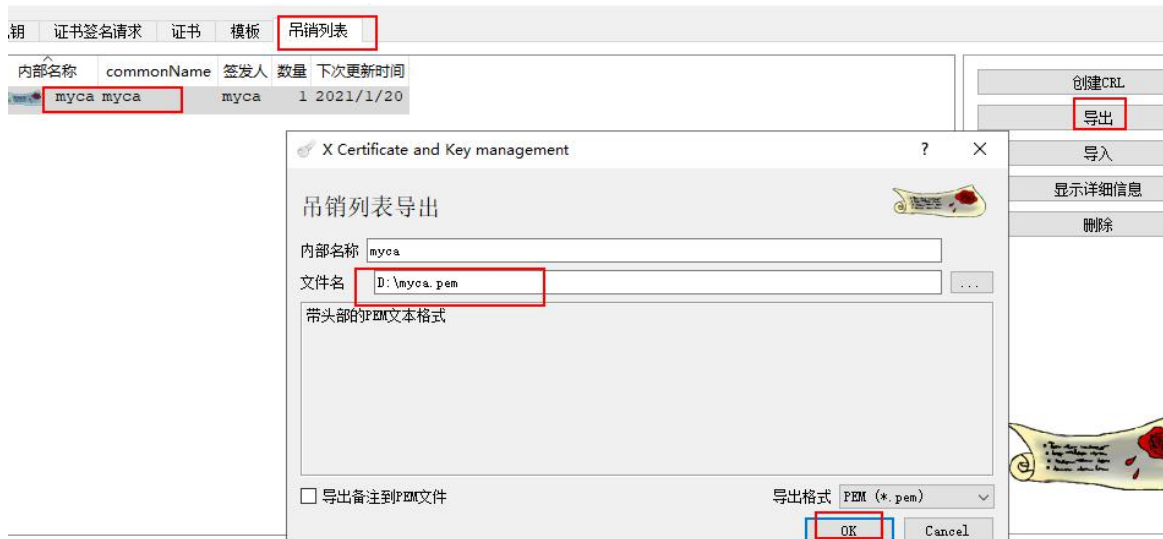 钥 证书签名请求 证书 模板 吊销列表
内部名称 commonName 签发人 数量 下次更新时间
myca myca myca 1 2021/1/20
创建CRL
导出
导入
显示详细信息
删除
X Certificate and Key management ? ×
吊销列表导出
内部名称 myca
文件名 D:\myca.pem ...
带头部的PEM文本格式
导出备注到PEM文件 导出格式 PEM (*.pem)
OK Cancel